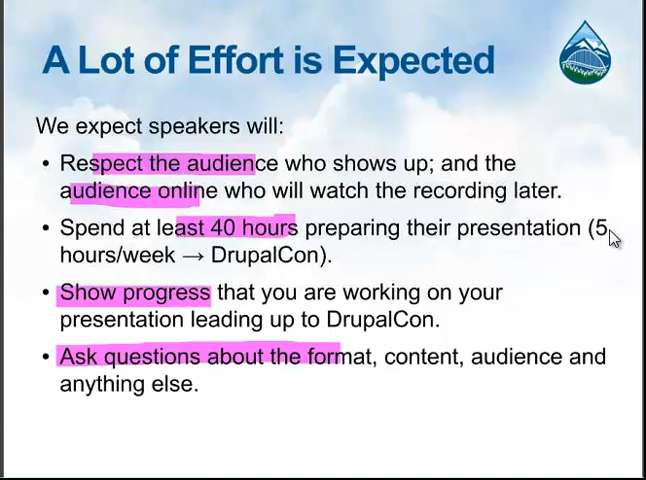 A Lot of Effort is Expected
We expect speakers will:
• Respect the audience who shows up; and the
audience online who will watch the recording later.
• Spend at least 40 hours preparing their presentation (5
hours/week → DrupalCon).
• Show progress that you are working on your
presentation leading up to DrupalCon.
• Ask questions about the format, content, audience and
anything else.